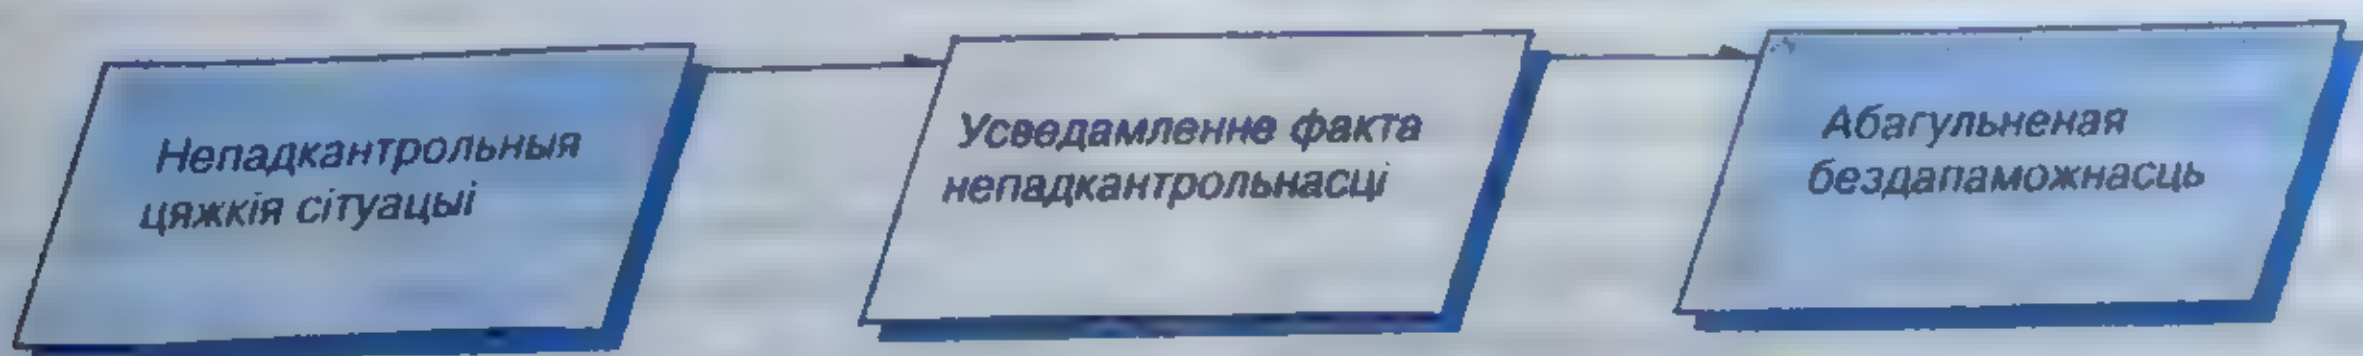 Непадкантрольныя
цяжкія сітуацыі
Усведамленне факта
непадкантрольнасці
Абагульненая
бездапаможнасць